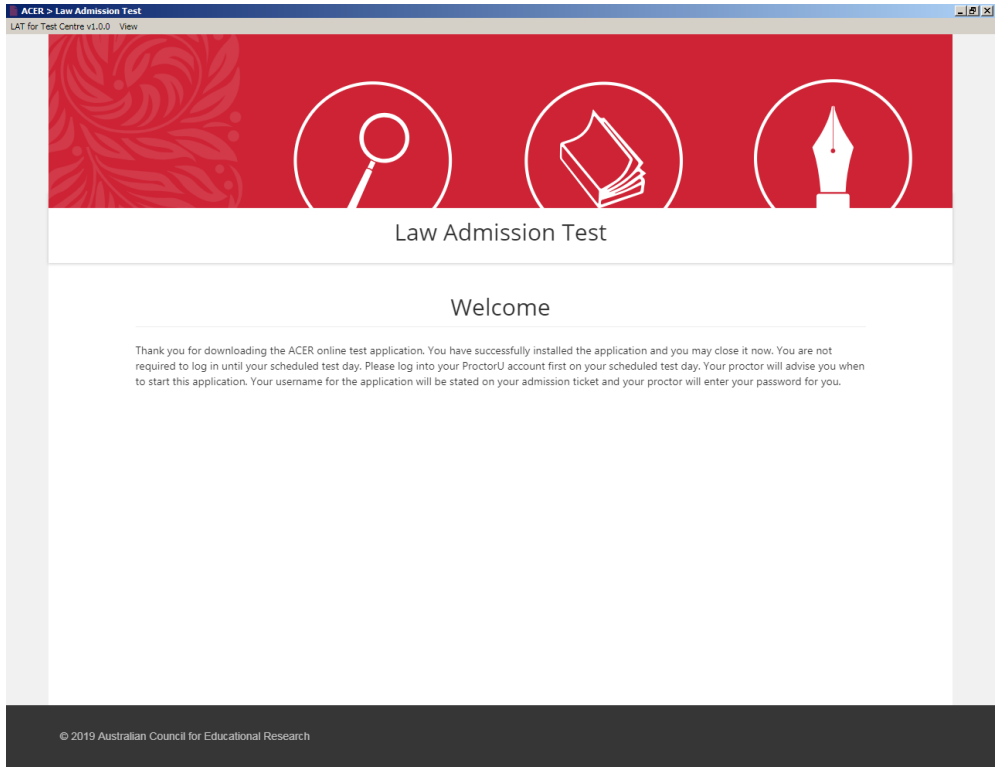 ACER > Law Admission Test
LAT for Test Centre v1.0.0 View
Law Admission Test
Welcome
Thank you for downloading the ACER online test application. You have successfully installed the application and you may close it now. You are not
required to log in until your scheduled test day. Please log into your ProctorU account first on your scheduled test day. Your proctor will advise you when
to start this application. Your username for the application will be stated on your admission ticket and your proctor will enter your password for you.
© 2019 Australian Council for Educational Research